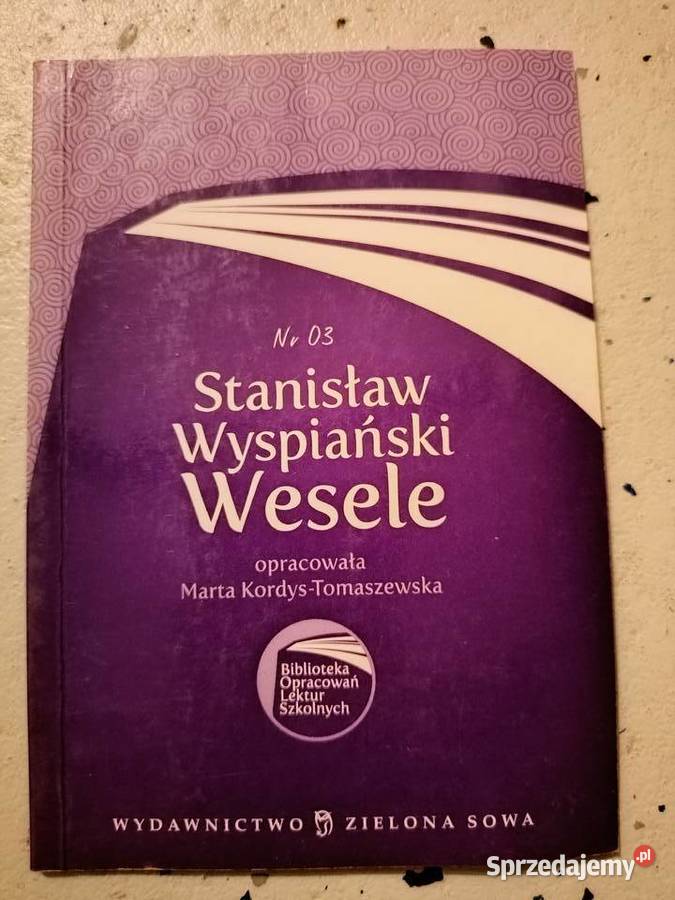 Nr 03
Stanisław
Wyspiański
Wesele
opracowała
Marta Kordys-Tomaszewska
Biblioteka
Opracowań
Lektur
Szkolnych
WYDAWNICTWO ZIELONA SOWA
Sprzedajemy.pl